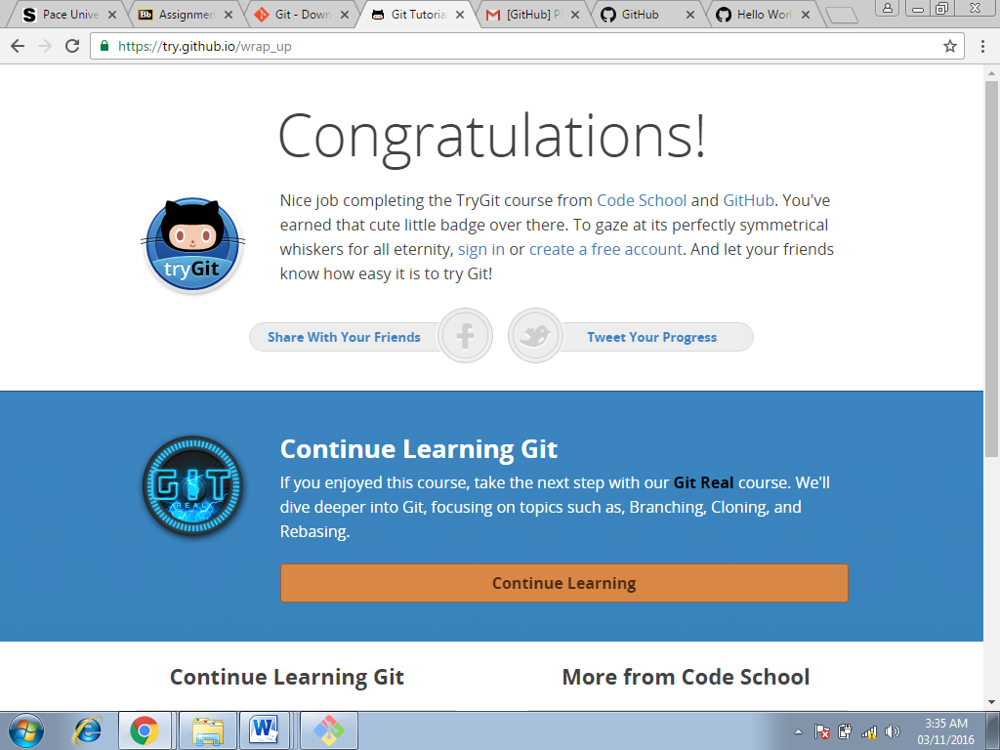 Pace Unive
Assignmen
Git - Down
Git Tutoria
[GitHub] Pl
GitHub
Hello Worl
https://try.github.io/wrap_up
Congratulations!
Nice job completing the TryGit course from Code School and GitHub. You've
earned that cute little badge over there. To gaze at its perfectly symmetrical
whiskers for all eternity, sign in or create a free account. And let your friends
know how easy it is to try Git!
tryGit
Share With Your Friends
Tweet Your Progress
Continue Learning Git
If you enjoyed this course, take the next step with our Git Real course. We'll
dive deeper into Git, focusing on topics such as, Branching, Cloning, and
Rebasing.
GIT
REAL
Continue Learning
Continue Learning Git
More from Code School
3:35 AM
03/11/2016